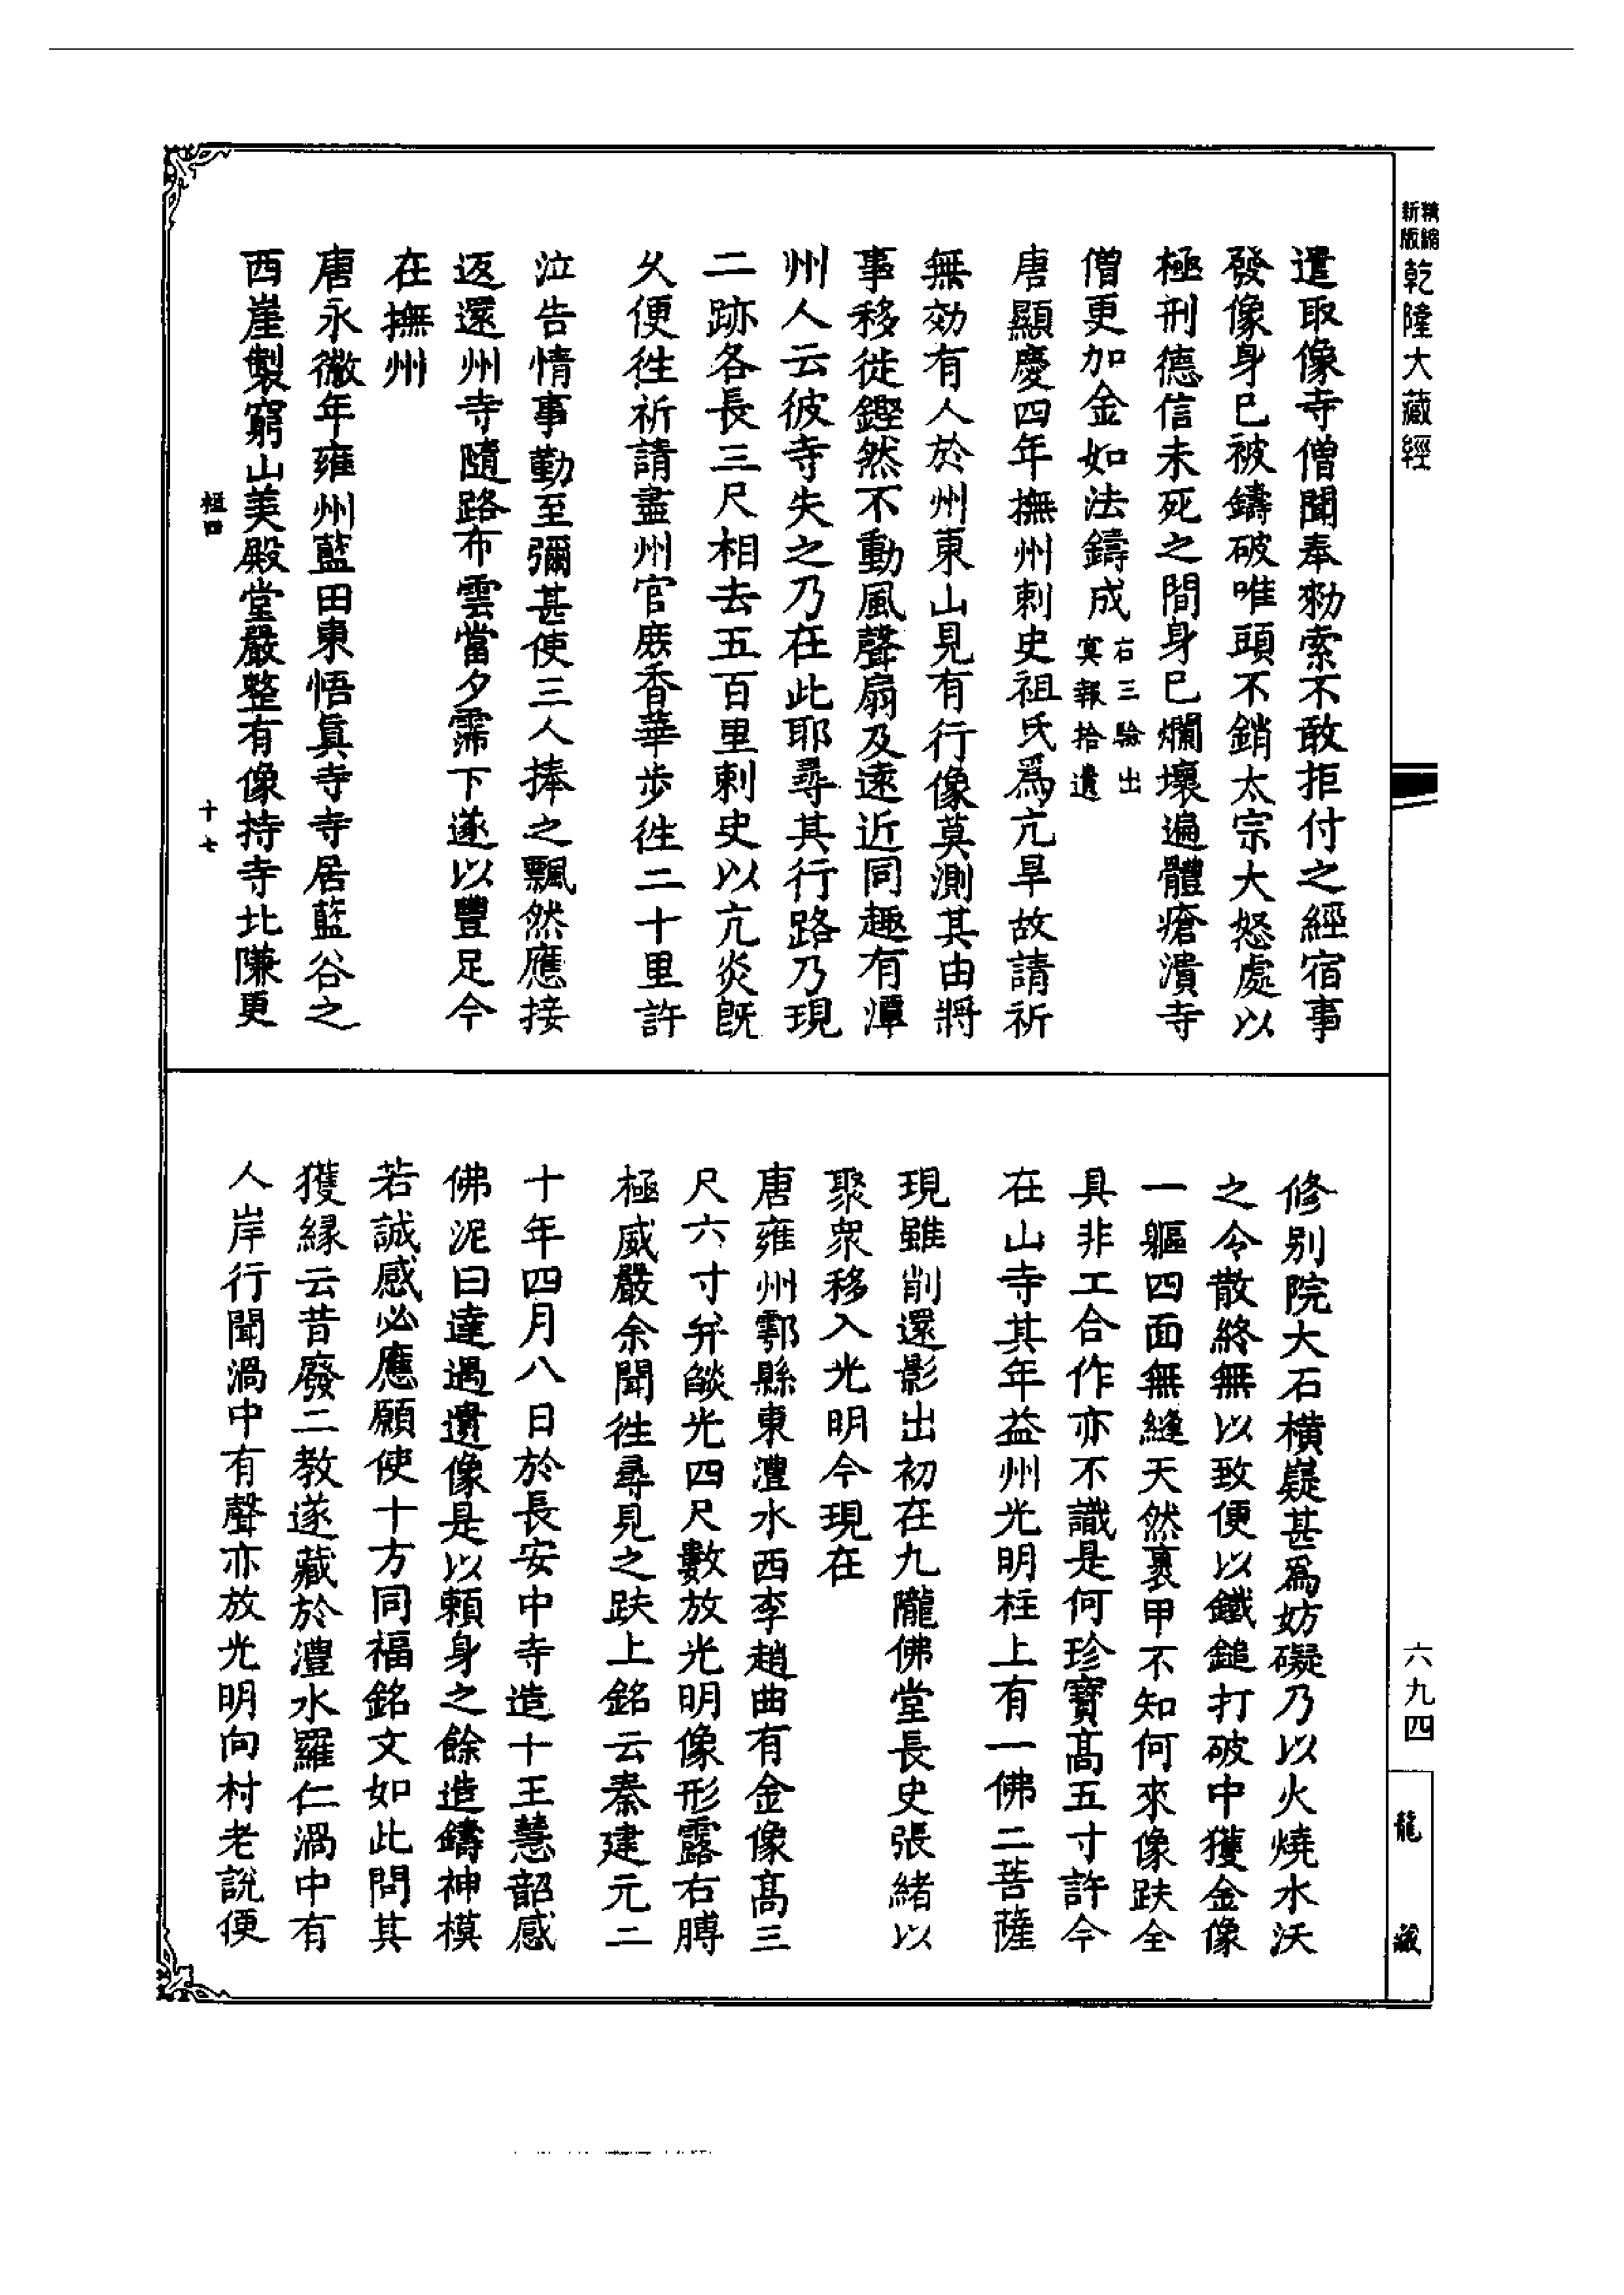 精縮
新版
乾隆大藏經
遣取像寺僧聞奉勑索不敢拒付之經宿事
發像身已被鑄破唯頭不銷太宗大怒處以
極刑德信未死之間身已爛壞遍體瘡潰寺
僧更加金如法鑄成右三驗出冥報拾遺
唐顯慶四年撫州刺史祖氏爲亢旱故請祈
無効有人於州東山見有行像莫測其由將
事移徙鏗然不動風聲扇及遠近同趣有潭
州人云彼寺失之乃在此耶尋其行路乃現
二跡各長三尺相去五百里刺史以亢炎旣
久便徃祈請盡州官庶香華步徃二十里許
泣告情事勤至彌甚使三人捧之飄然應接
返還州寺隨路布雲當夕霈下遂以豐足今
在撫州
唐永徽年雍州藍田東悟眞寺寺居藍谷之
西崖製窮山美殿堂嚴整有像持寺北隒更
桓四
十七
修別院大石橫嶷甚爲妨礙乃以火燒水沃
之令散終無以致便以鐵鎚打破中獲金像
一軀四面無縫天然裹甲不知何來像趺全
具非工合作亦不識是何珍寶高五寸許今
在山寺其年益州光明柱上有一佛二菩薩
現雖削還影出初在九隴佛堂長史張緒以
聚衆移入光明今現在
唐雍州鄠縣東澧水西李趙曲有金像高三
尺六寸并䤢光四尺數放光明像形露右膊
極威嚴余聞徃尋見之趺上銘云秦建元二
十年四月八日於長安中寺造十王慧韶感
佛泥曰達遇遺像是以賴身之餘造鑄神模
若誠感必應願使十方同福銘文如此問其
獲緣云昔廢二教遂藏於澧水羅仁渦中有
人岸行聞渦中有聲亦放光明向村老說便
六九四
龍藏